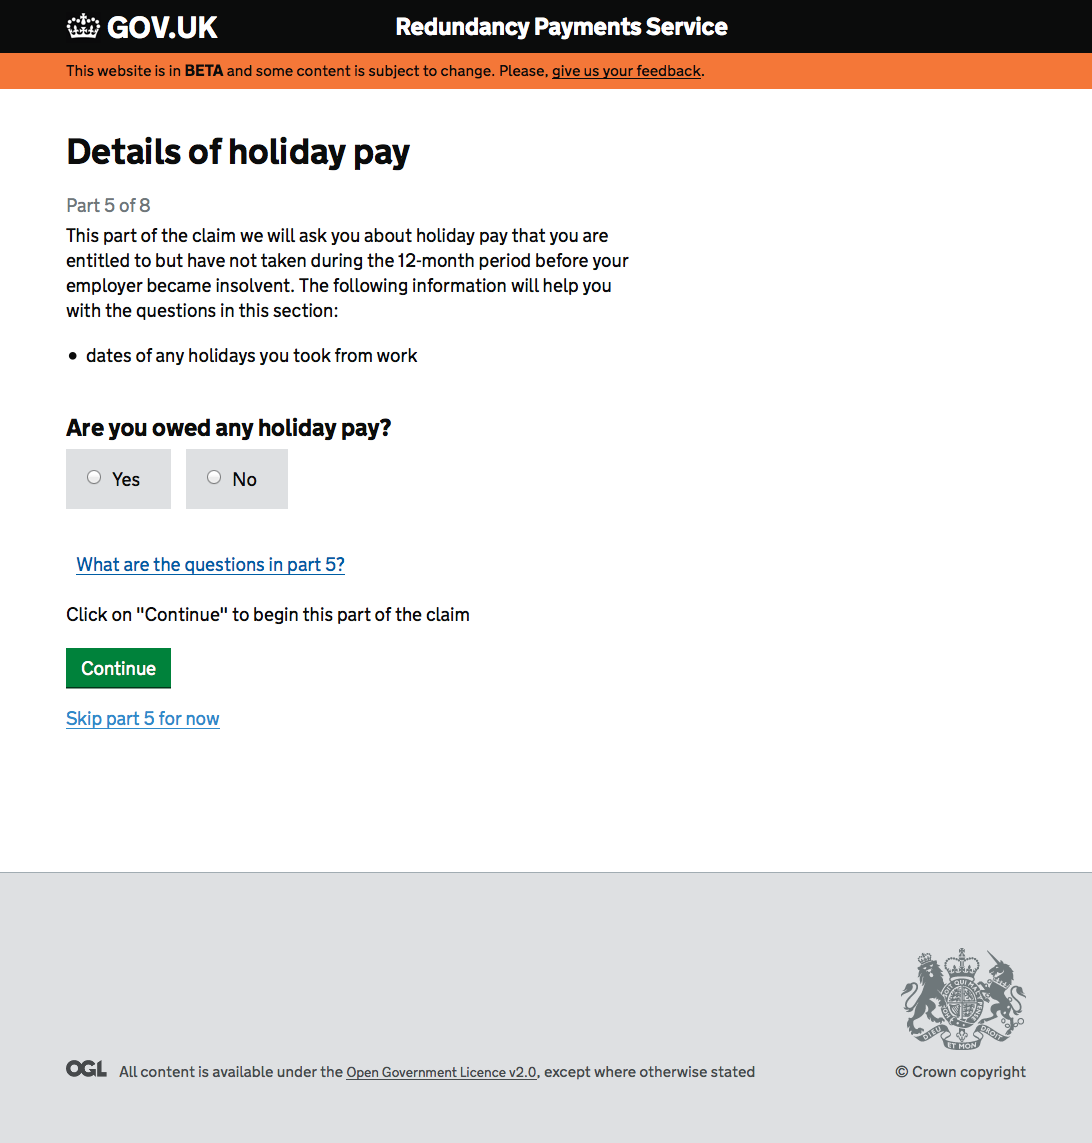 GOV.UK
Redundancy Payments Service
This website is in BETA and some content is subject to change. Please, give us your feedback.
Details of holiday pay
Part 5 of 8
This part of the claim we will ask you about holiday pay that you are
entitled to but have not taken during the 12-month period before your
employer became insolvent. The following information will help you
with the questions in this section:
• dates of any holidays you took from work
Are you owed any holiday pay?
Yes
No
What are the questions in part 5?
Click on "Continue" to begin this part of the claim
Continue
Skip part 5 for now
DIEU ET MON DROIT
OGL All content is available under the Open Government Licence v2.0, except where otherwise stated
© Crown copyright